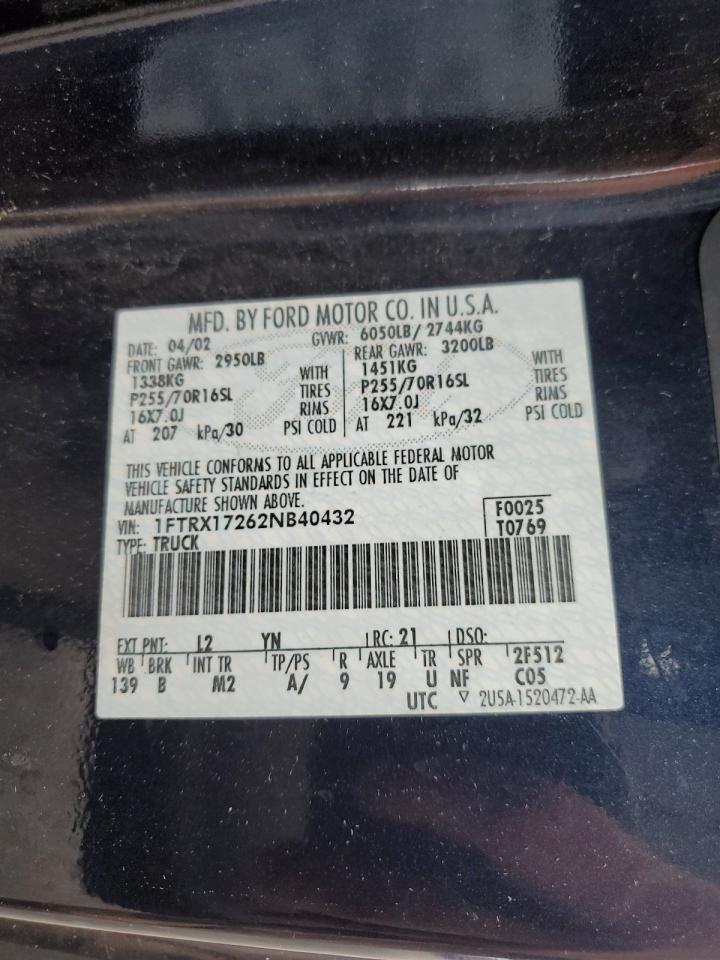 MFD. BY FORD MOTOR CO. IN U.S.A.
DATE: 04/02 GVWR: 6050LB/ 2744KG
FRONT GAWR: 2950LB REAR GAWR: 3200LB
1338KG WITH 1451KG WITH
P255/70R16SL TIRES P255/70R16SL TIRES
16X7.0J RIMS 16X7.0J RIMS
AT 207 kPa/30 PSI COLD AT 221 kPa/32 PSI COLD
THIS VEHICLE CONFORMS TO ALL APPLICABLE FEDERAL MOTOR
VEHICLE SAFETY STANDARDS IN EFFECT ON THE DATE OF
MANUFACTURE SHOWN ABOVE.
VIN: 1FTRX17262NB40432 F0025
TYPE: TRUCK T0769
EXT PNT: L2 YN RC: 21 DSO:
WB BRK INT TR TP/PS R AXLE TR SPR 2F512
139 B M2 A/ 9 19 U NF C05
UTC ▽ 2U5A-1520472-AA